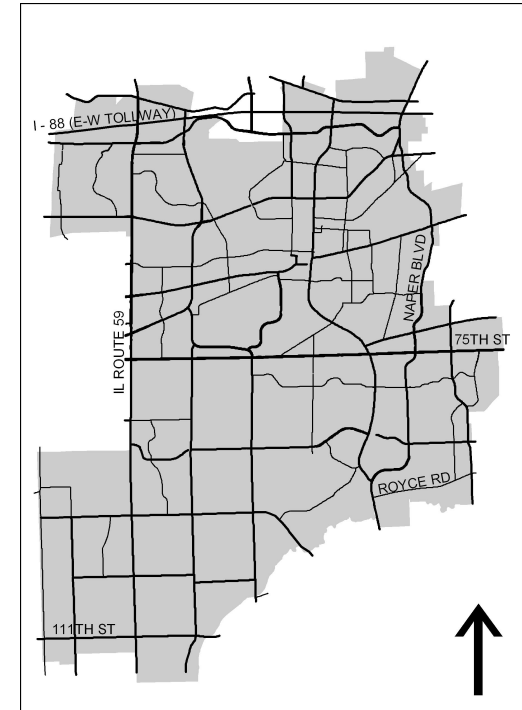 I - 88 (E-W TOLLWAY)
NAPER BLVD
IL ROUTE 59
75TH ST
ROYCE RD
111TH ST